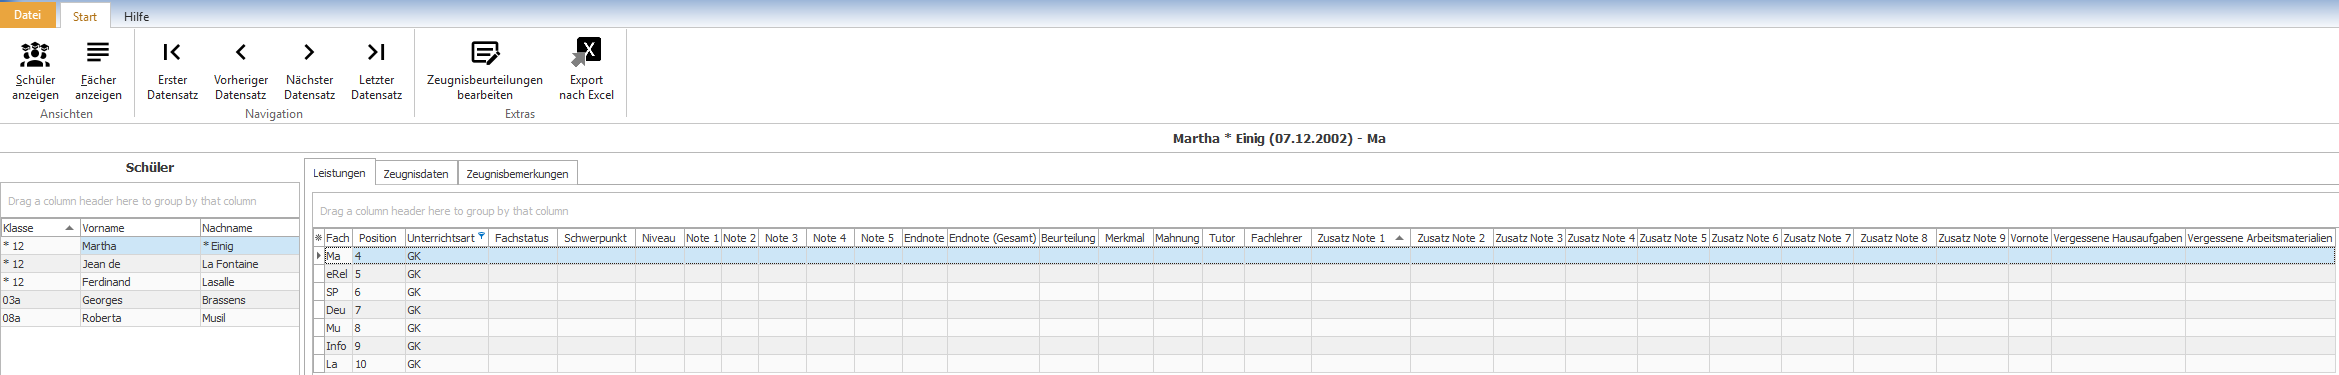 Datei Start Hilfe
Schüler anzeigen Fächer anzeigen Erster Datensatz Vorheriger Datensatz Nächster Datensatz Letzter Datensatz Zeugnisbeurteilungen bearbeiten Export nach Excel
Ansichten Navigation Extras
Martha * Einig (07.12.2002) - Ma
Schüler
Drag a column header here to group by that column
Klasse Vorname Nachname
* 12 Martha * Einig
* 12 Jean de La Fontaine
* 12 Ferdinand Lasalle
03a Georges Brassens
08a Roberta Musil
Leistungen Zeugnisdaten Zeugnisbemerkungen
Drag a column header here to group by that column
Fach Position Unterrichtsart Fachstatus Schwerpunkt Niveau Note 1 Note 2 Note 3 Note 4 Note 5 Endnote Endnote (Gesamt) Beurteilung Merkmal Mahnung Tutor Fachlehrer Zusatz Note 1 Zusatz Note 2 Zusatz Note 3 Zusatz Note 4 Zusatz Note 5 Zusatz Note 6 Zusatz Note 7 Zusatz Note 8 Zusatz Note 9 Vornote Vergessene Hausaufgaben Vergessene Arbeitsmaterialien
Ma 4 GK
eRel 5 GK
SP 6 GK
Deu 7 GK
Mu 8 GK
Info 9 GK
La 10 GK